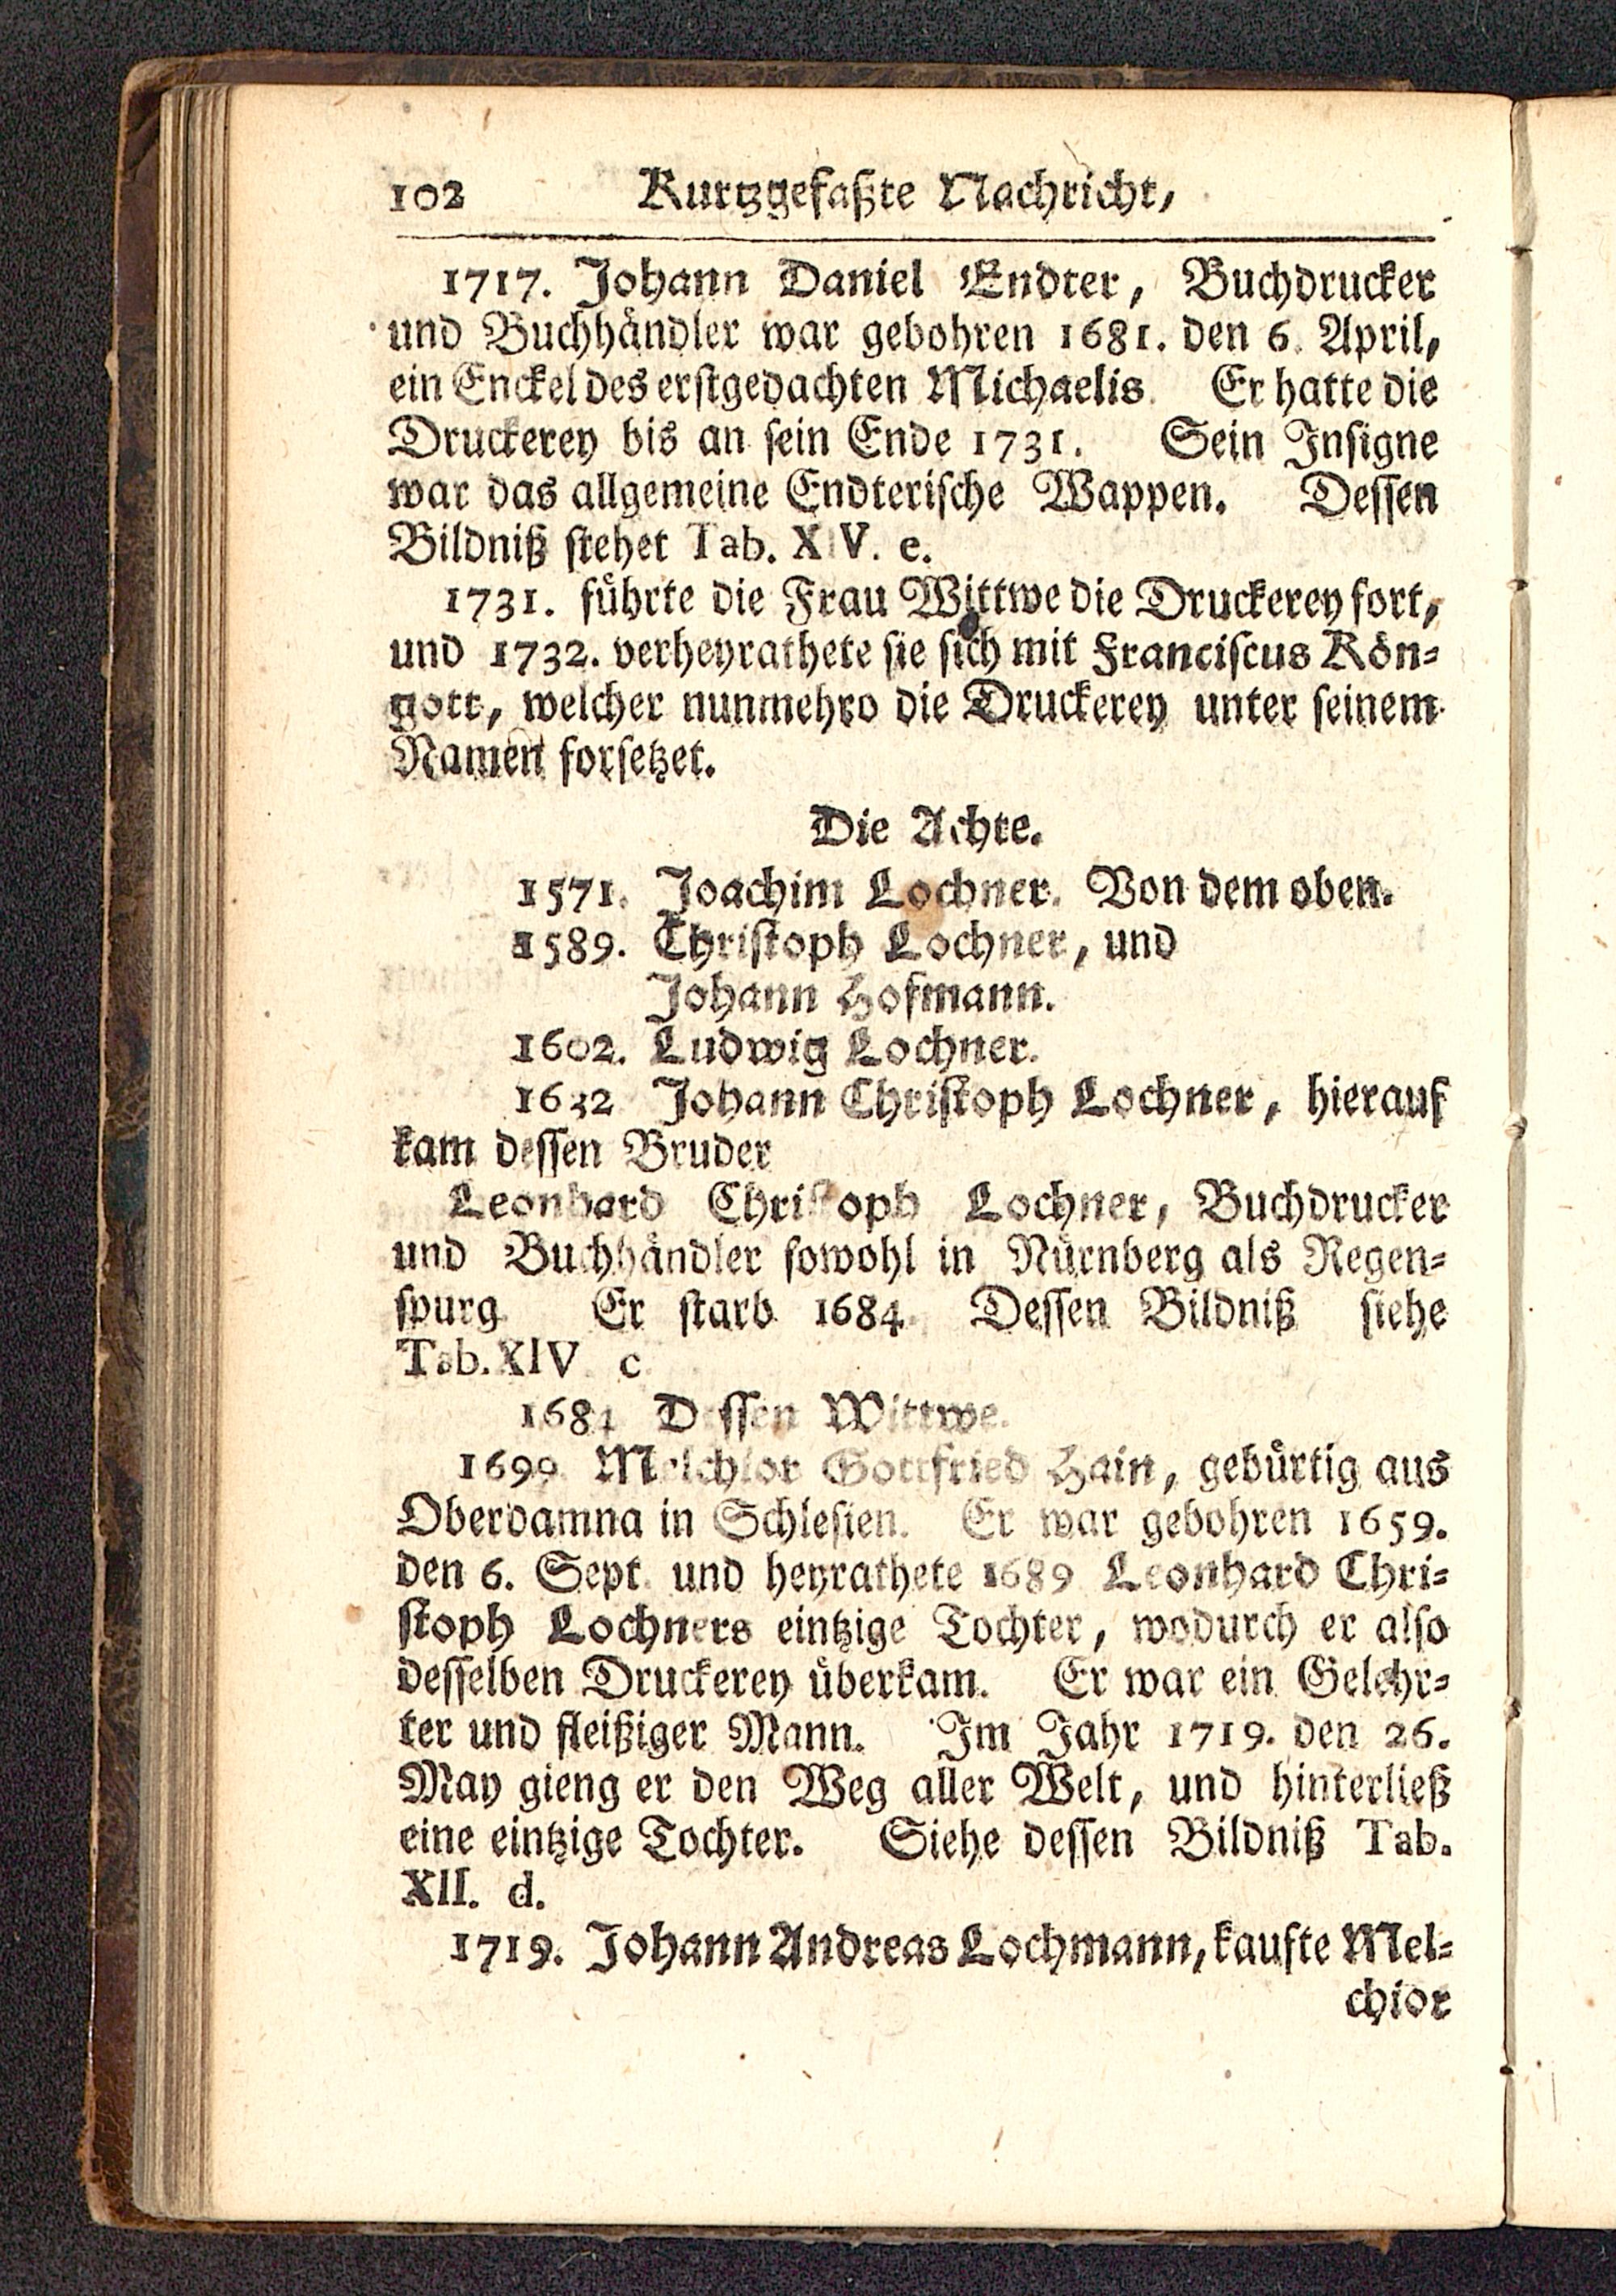 102 Kurtzgefaßte Nachricht,
1717. Johann Daniel Endter, Buchdrucker
und Buchhändler war gebohren 1681. den 6. April,
ein Enckel des erstgedachten Michaelis. Er hatte die
Druckerey bis an sein Ende 1731. Sein Insigne
war das allgemeine Endterische Wappen. Dessen
Bildniß stehet Tab. XIV. e.
1731. führte die Frau Wittwe die Druckerey fort,
und 1732. verheyrathete sie sich mit Franciscus Kön-
gott, welcher nunmehro die Druckerey unter seinem
Namen forsetzet.
Die Achte.
1571. Joachim Lochner. Von dem oben.
1589. Christoph Lochner, und
Johann Hofmann.
1602. Ludwig Lochner.
1632 Johann Christoph Lochner, hierauf
kam dessen Bruder
Leonhard Christoph Lochner, Buchdrucker
und Buchhändler sowohl in Nürnberg als Regen-
spurg Er starb 1684. Dessen Bildniß siehe
Tab. XIV c
1684 Dessen Wittwe.
1690. Melchior Gottfried Hain, gebürtig aus
Oberdamna in Schlesien. Er war gebohren 1659.
den 6. Sept. und heyrathete 1689 Leonhard Chri-
stoph Lochners eintzige Tochter, wodurch er also
desselben Druckerey überkam. Er war ein Gelehr-
ter und fleißiger Mann. Im Jahr 1719. den 26.
May gieng er den Weg aller Welt, und hinterließ
eine eintzige Tochter. Siehe dessen Bildniß Tab.
XII. d.
1719. Johann Andreas Lochmann, kaufte Mel-
chior